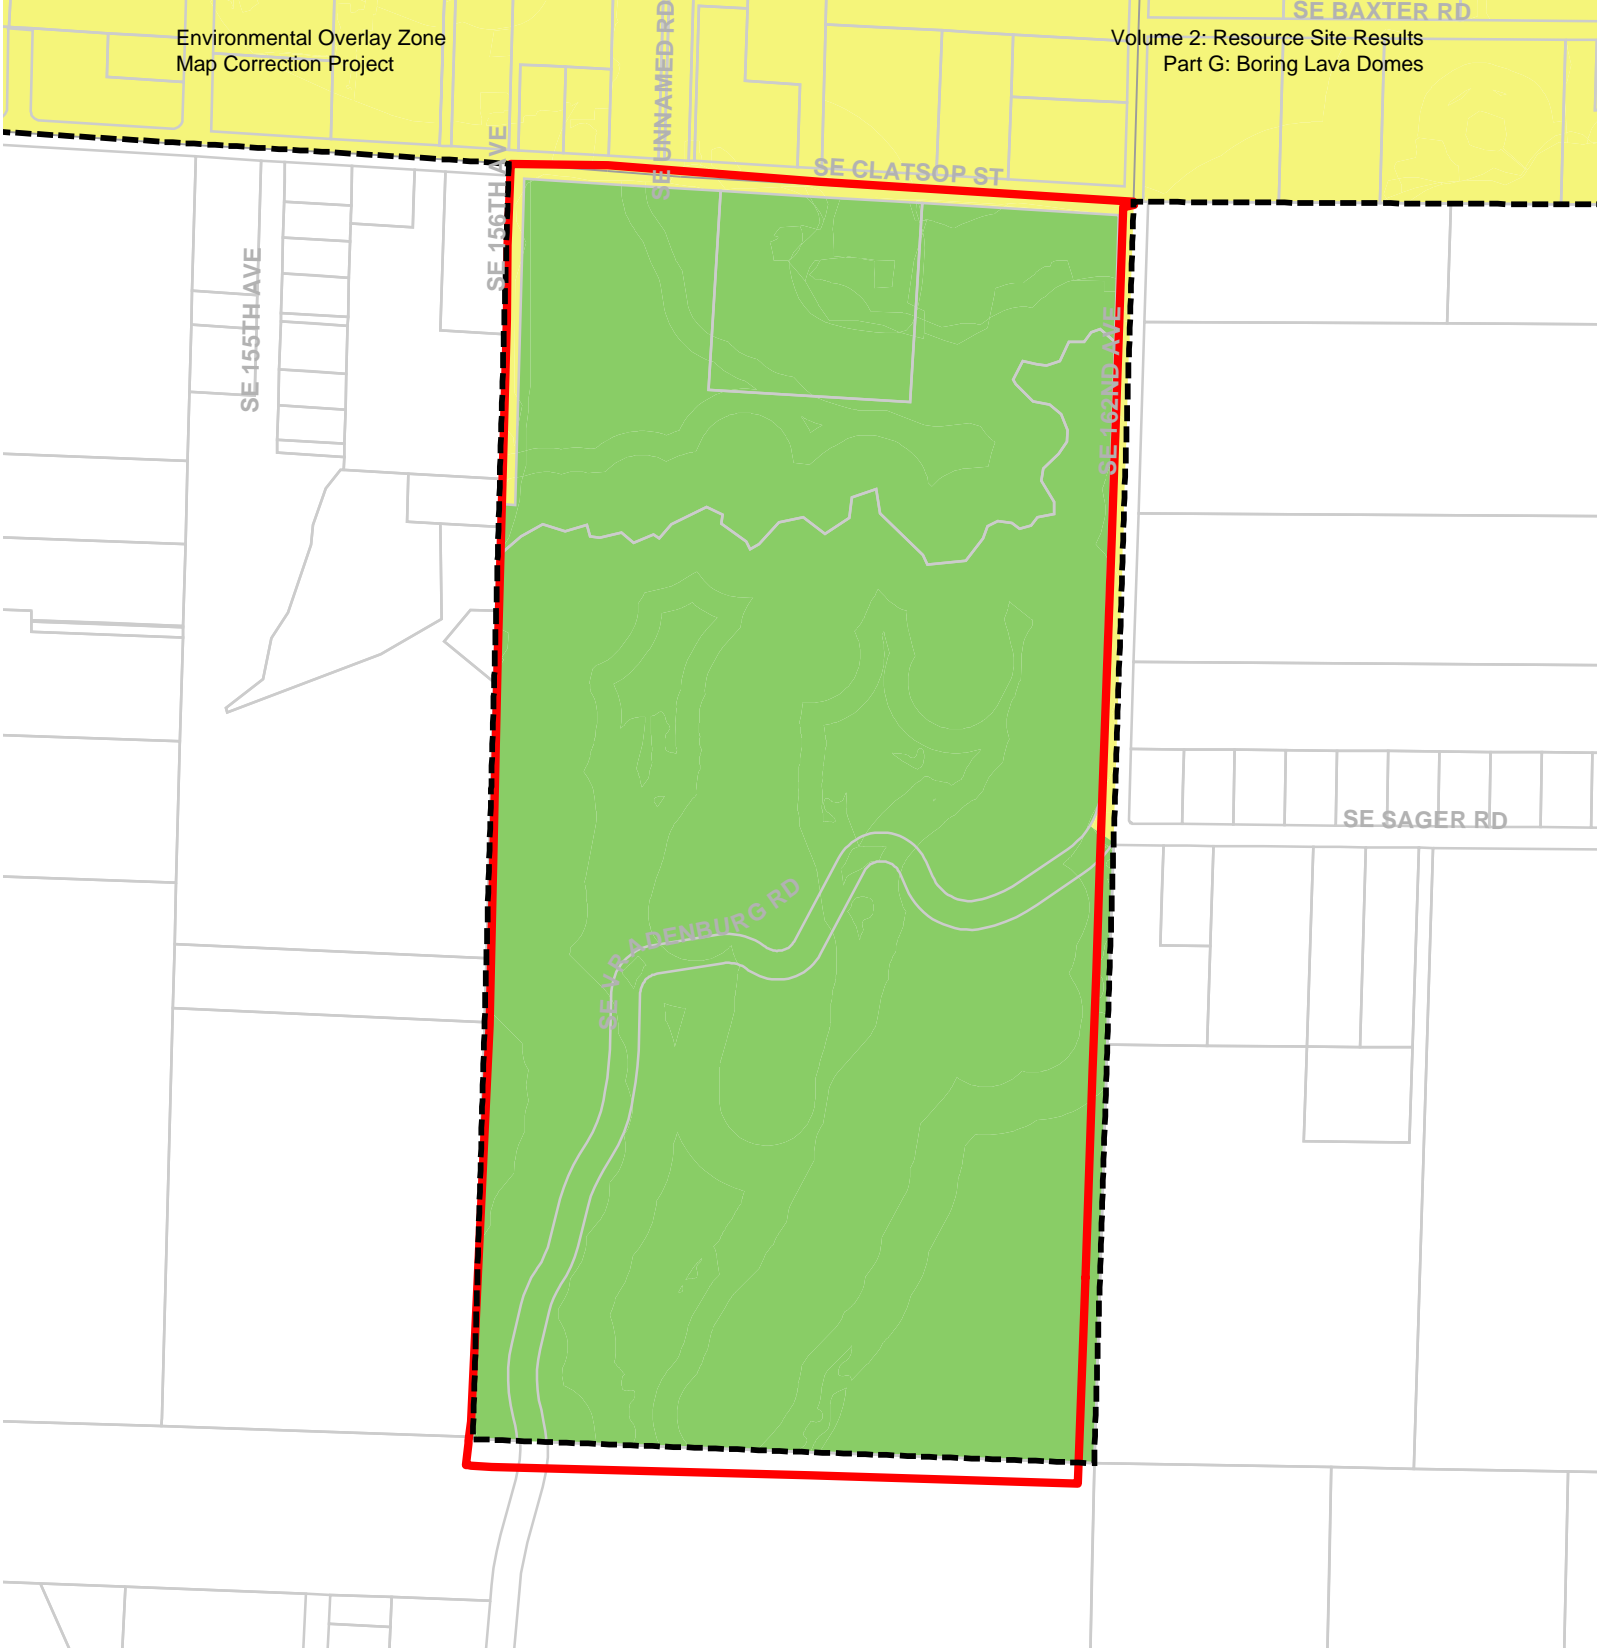 SE BAXTER RD
Environmental Overlay Zone
Map Correction Project
Volume 2: Resource Site Results
Part G: Boring Lava Domes
SE UNNAMED RD
SE 156TH AVE
SE CLATSOP ST
SE 155TH AVE
SE 162ND AVE
SE SAGER RD
SE VRADENBURG RD